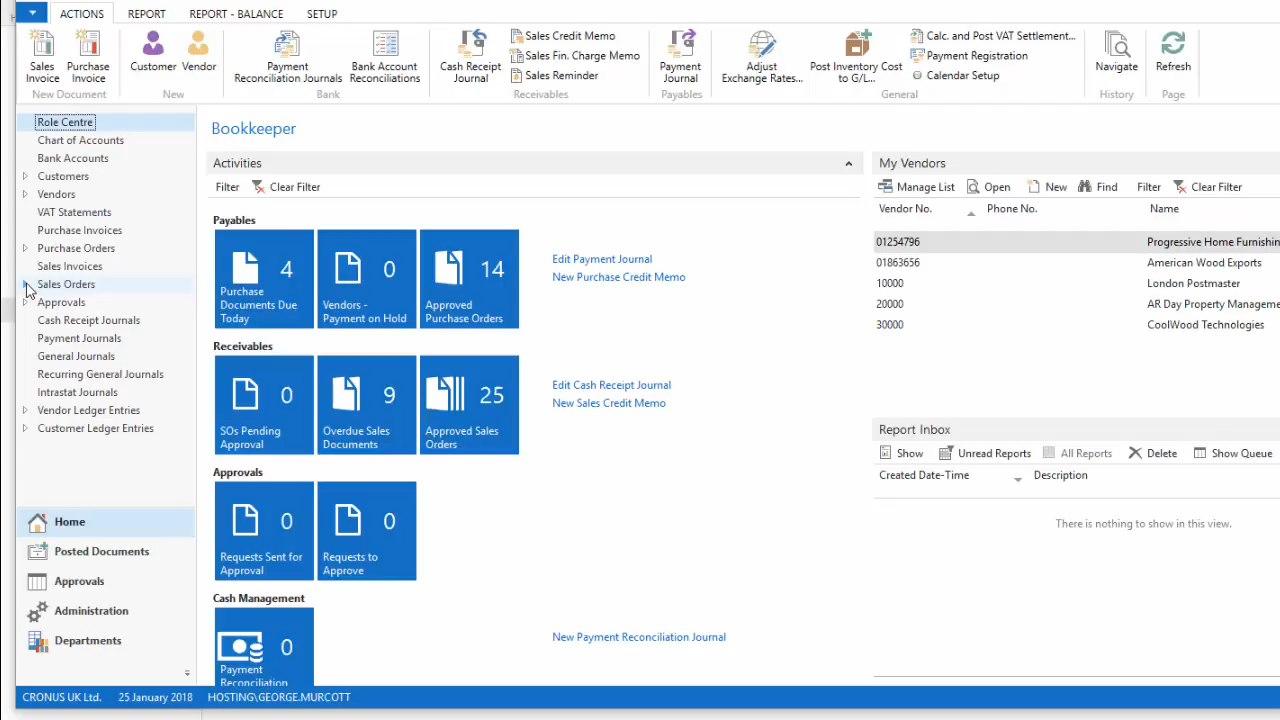 ACTIONS REPORT REPORT - BALANCE SETUP
Sales Invoice
Purchase Invoice
New Document
Customer
Vendor
New
Payment Reconciliation Journals
Bank Account Reconciliations
Bank
Cash Receipt Journal
Sales Credit Memo
Sales Fin. Charge Memo
Sales Reminder
Receivables
Payment Journal
Payables
Adjust Exchange Rates...
Post Inventory Cost to G/L...
Calc. and Post VAT Settlement...
Payment Registration
Calendar Setup
General
Navigate
History
Refresh
Page
Role Centre
Chart of Accounts
Bank Accounts
Customers
Vendors
VAT Statements
Purchase Invoices
Purchase Orders
Sales Invoices
Sales Orders
Approvals
Cash Receipt Journals
Payment Journals
General Journals
Recurring General Journals
Intrastat Journals
Vendor Ledger Entries
Customer Ledger Entries
Home
Posted Documents
Approvals
Administration
Departments
Bookkeeper
Activities
Filter Clear Filter
Payables
4
Purchase
Documents Due
Today
0
Vendors -
Payment on Hold
14
Approved
Purchase Orders
Edit Payment Journal
New Purchase Credit Memo
Receivables
0
SOs Pending
Approval
9
Overdue Sales
Documents
25
Approved Sales
Orders
Edit Cash Receipt Journal
New Sales Credit Memo
Approvals
0
Requests Sent for
Approval
0
Requests to
Approve
Cash Management
0
Payment
Reconciliation
New Payment Reconciliation Journal
My Vendors
Manage List Open New Find Filter Clear Filter
Vendor No. Phone No. Name
01254796 Progressive Home Furnishin
01863656 American Wood Exports
10000 London Postmaster
20000 AR Day Property Manageme
30000 CoolWood Technologies
Report Inbox
Show Unread Reports All Reports Delete Show Queue
Created Date-Time Description
There is nothing to show in this view.
CRONUS UK Ltd. 25 January 2018 HOSTING\GEORGE.MURCOTT